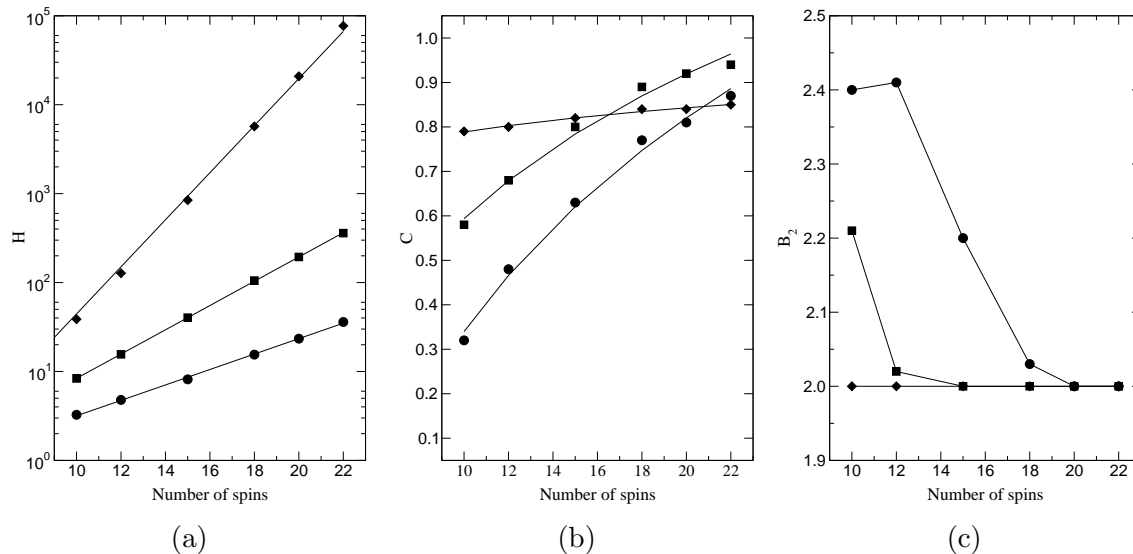 10^5
10^4
10^3
10^2
10^1
10^0
H
10 12 14 16 18 20 22
Number of spins
(a)
1.0
0.9
0.8
0.7
0.6
0.5
0.4
0.3
0.2
0.1
C
10 12 14 16 18 20 22
Number of spins
(b)
2.5
2.4
2.3
2.2
2.1
2.0
1.9
B_2
10 12 14 16 18 20 22
Number of spins
(c)